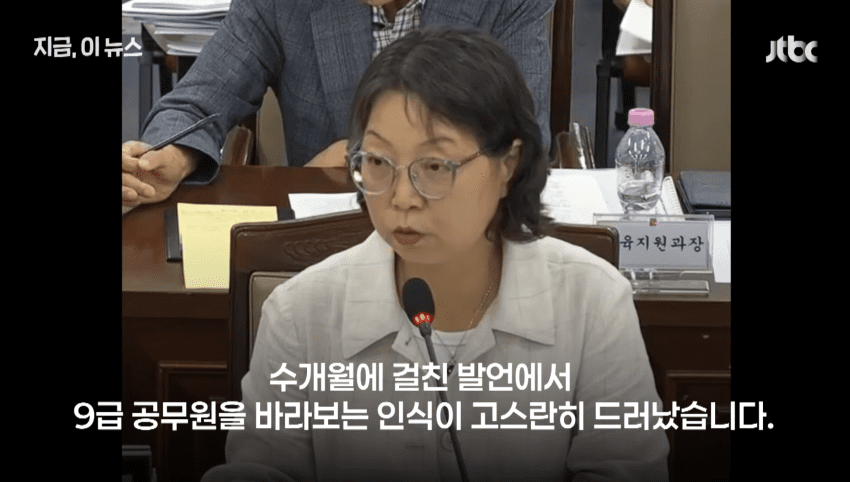 지금, 이 뉴스
jtbc
육지원과장
수개월에 걸친 발언에서
9급 공무원을 바라보는 인식이 고스란히 드러났습니다.